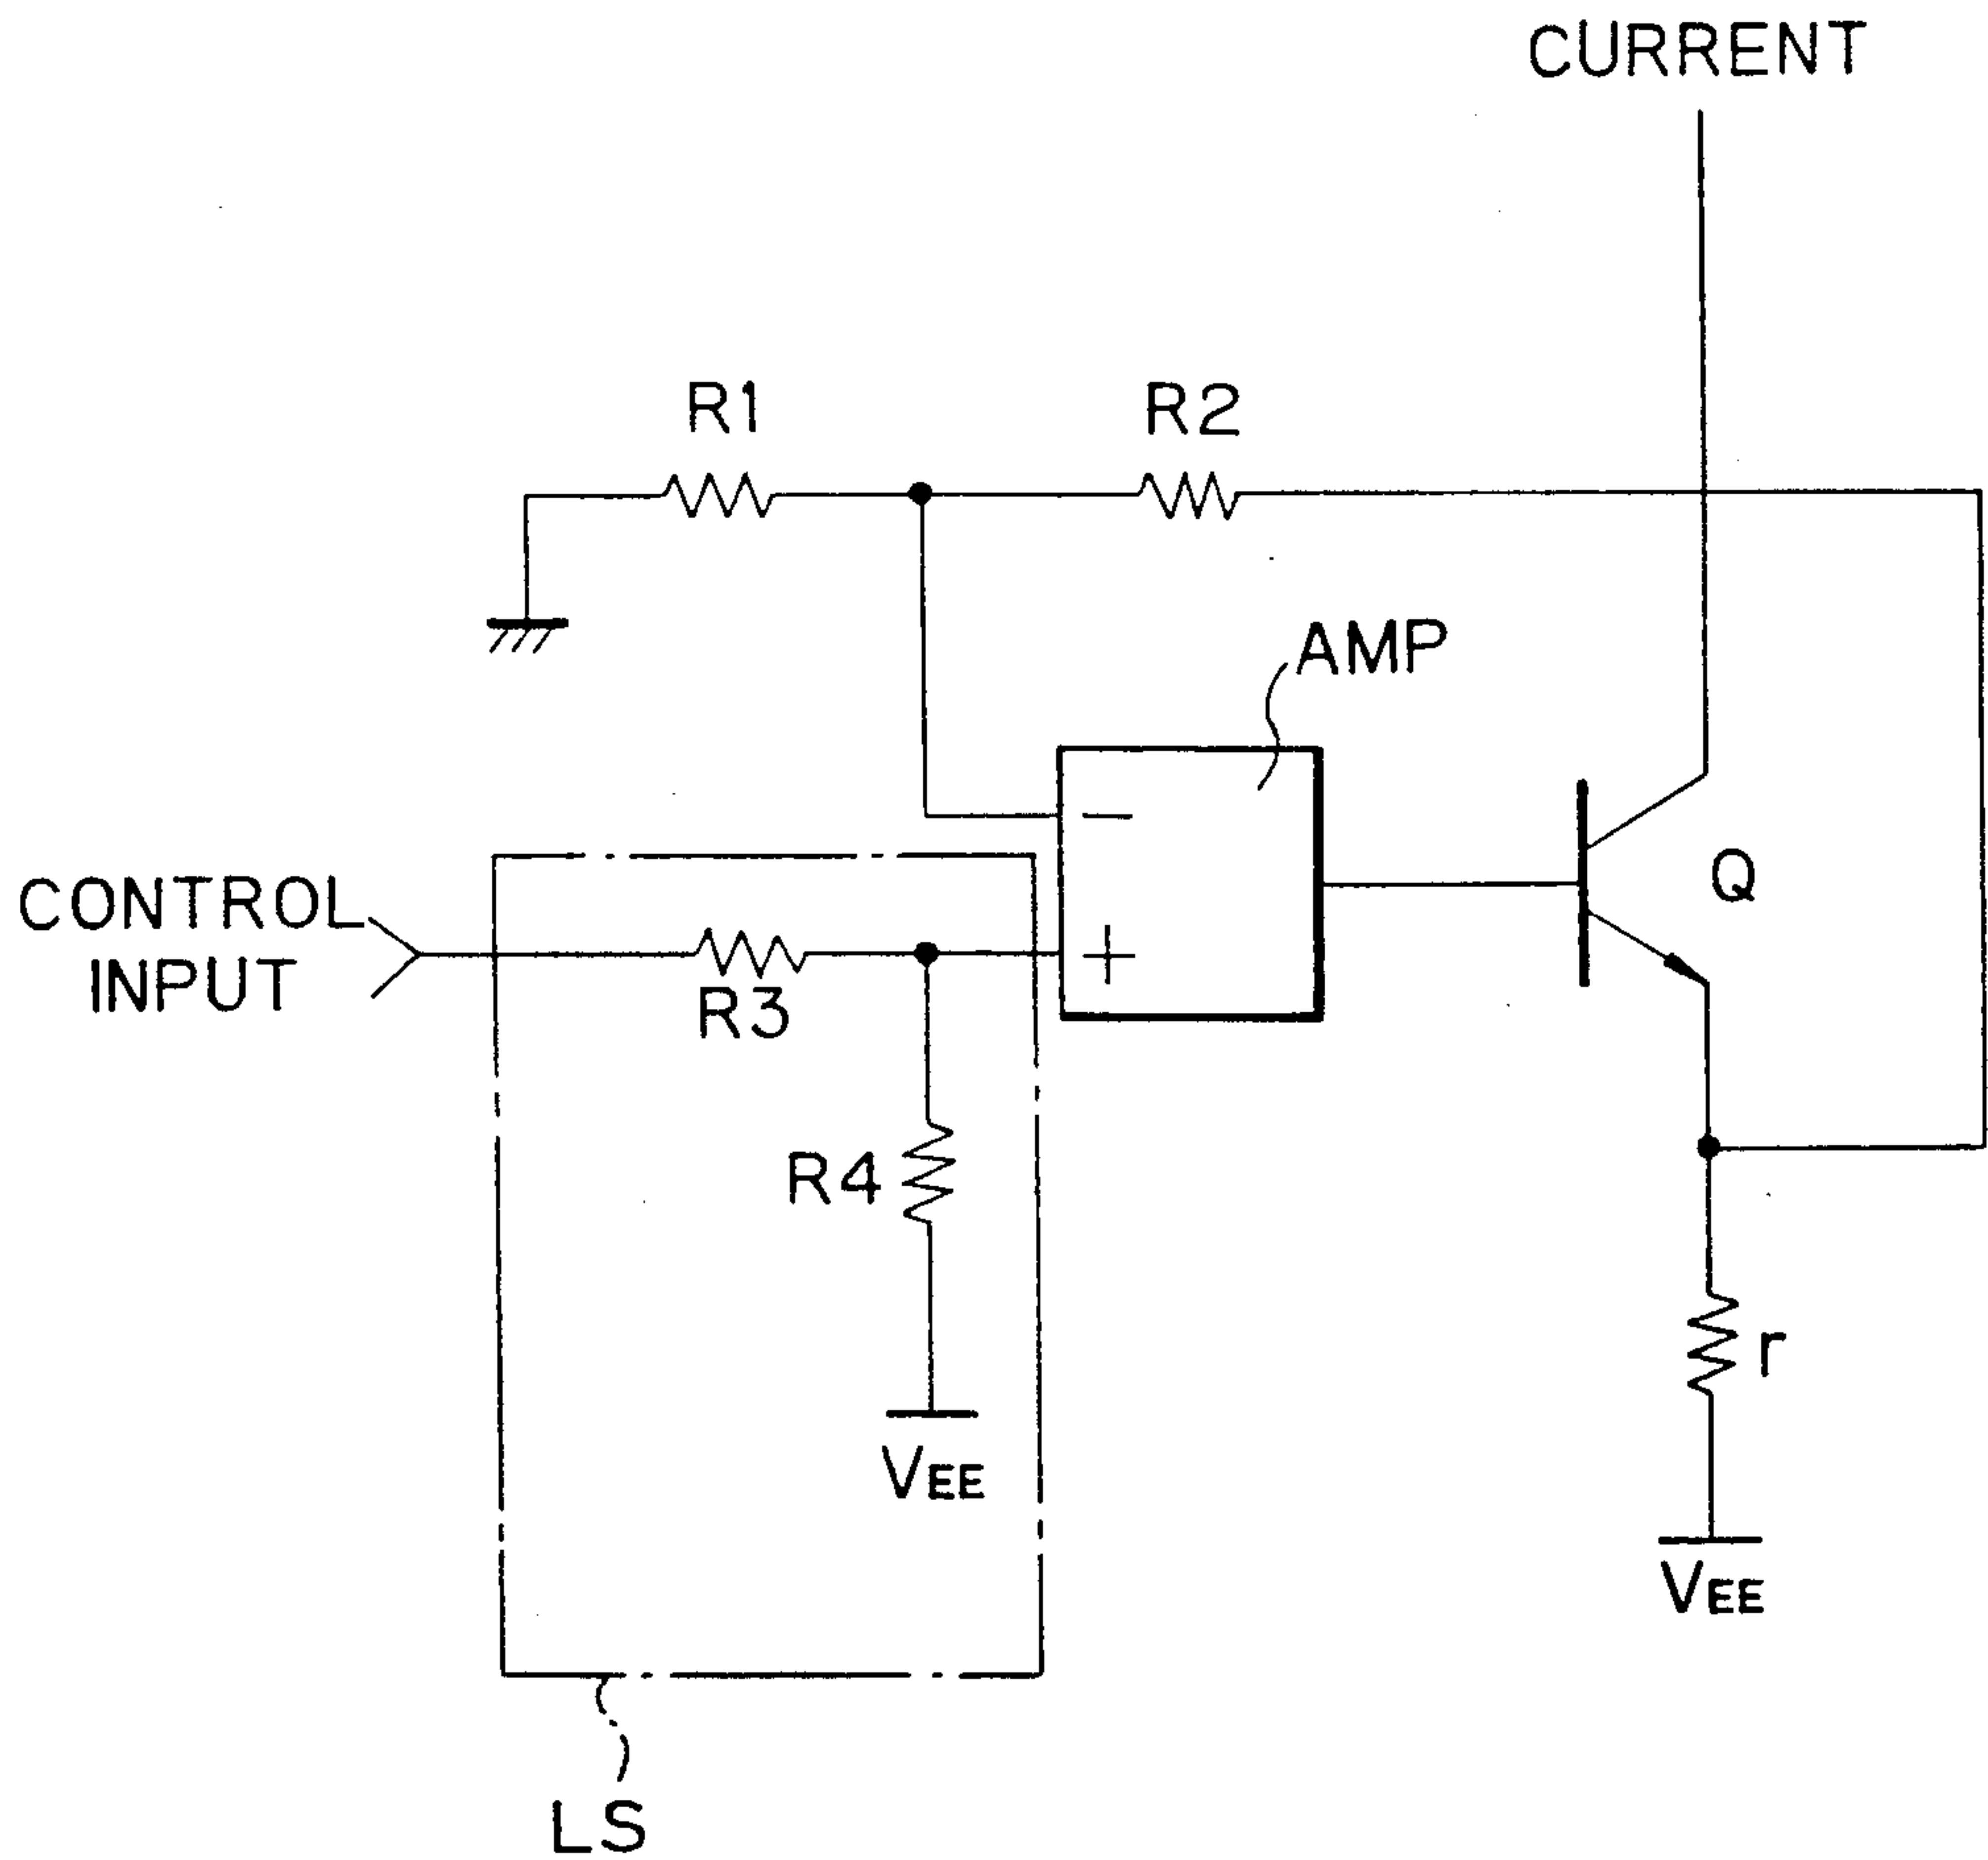 CURRENT
R1
R2
AMP
−
CONTROL
INPUT
+
Q
R3
R4
r
VEE
VEE
LS